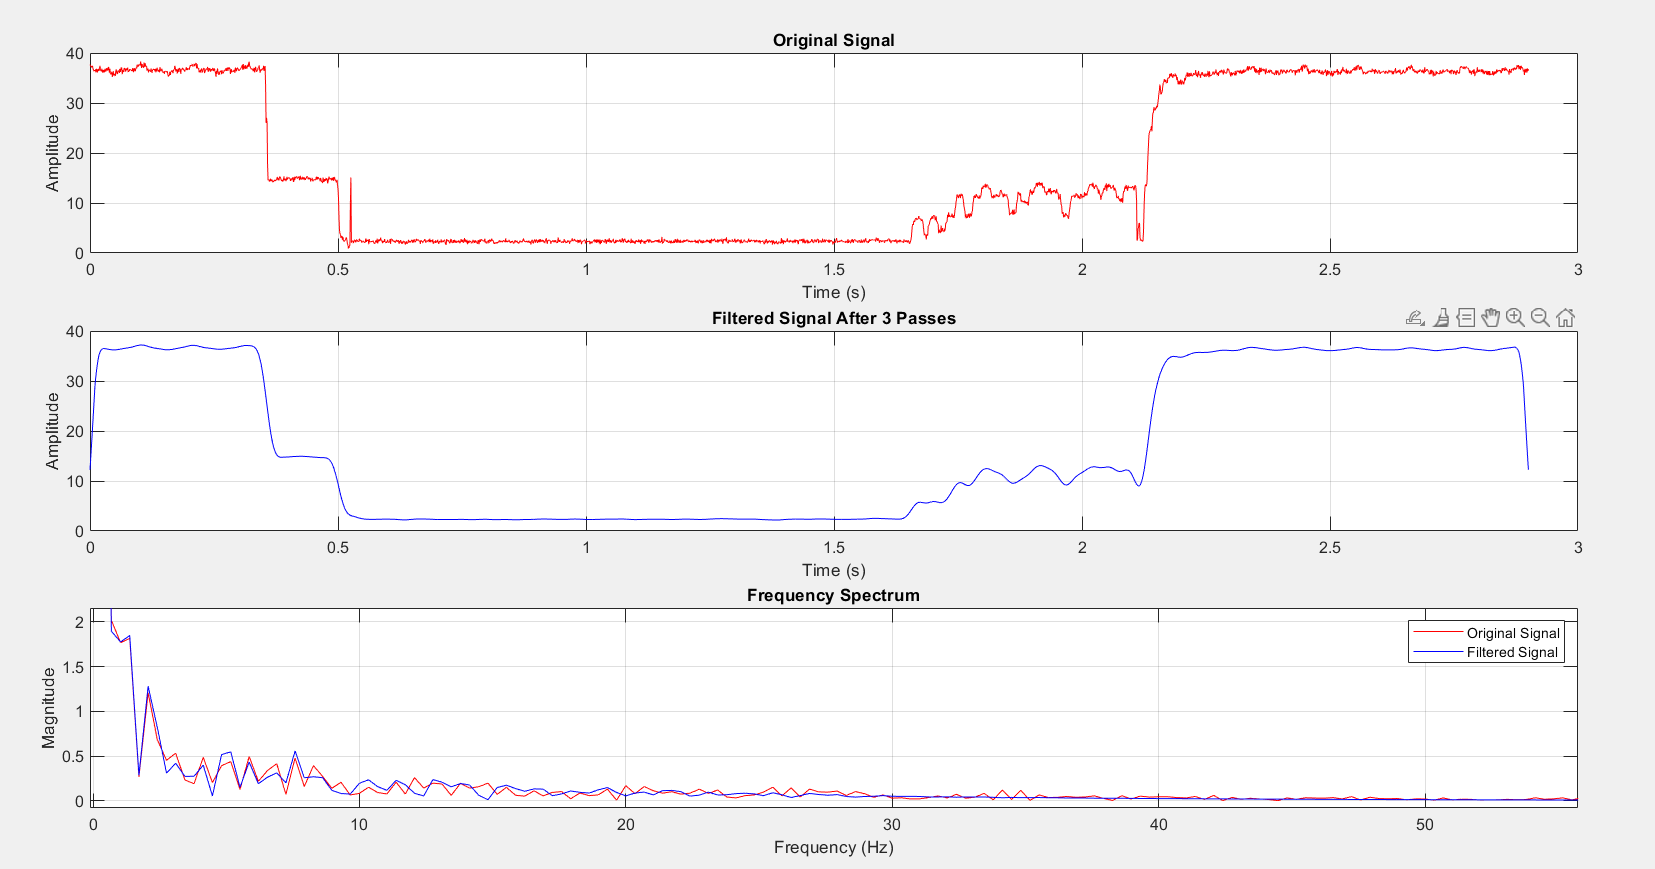 Original Signal
40
30
20
10
0
Amplitude
0 0.5 1 1.5 2 2.5 3
Time (s)
Filtered Signal After 3 Passes
40
30
20
10
0
Amplitude
0 0.5 1 1.5 2 2.5 3
Time (s)
Frequency Spectrum
2
1.5
1
0.5
0
Magnitude
Original Signal
Filtered Signal
0 10 20 30 40 50
Frequency (Hz)